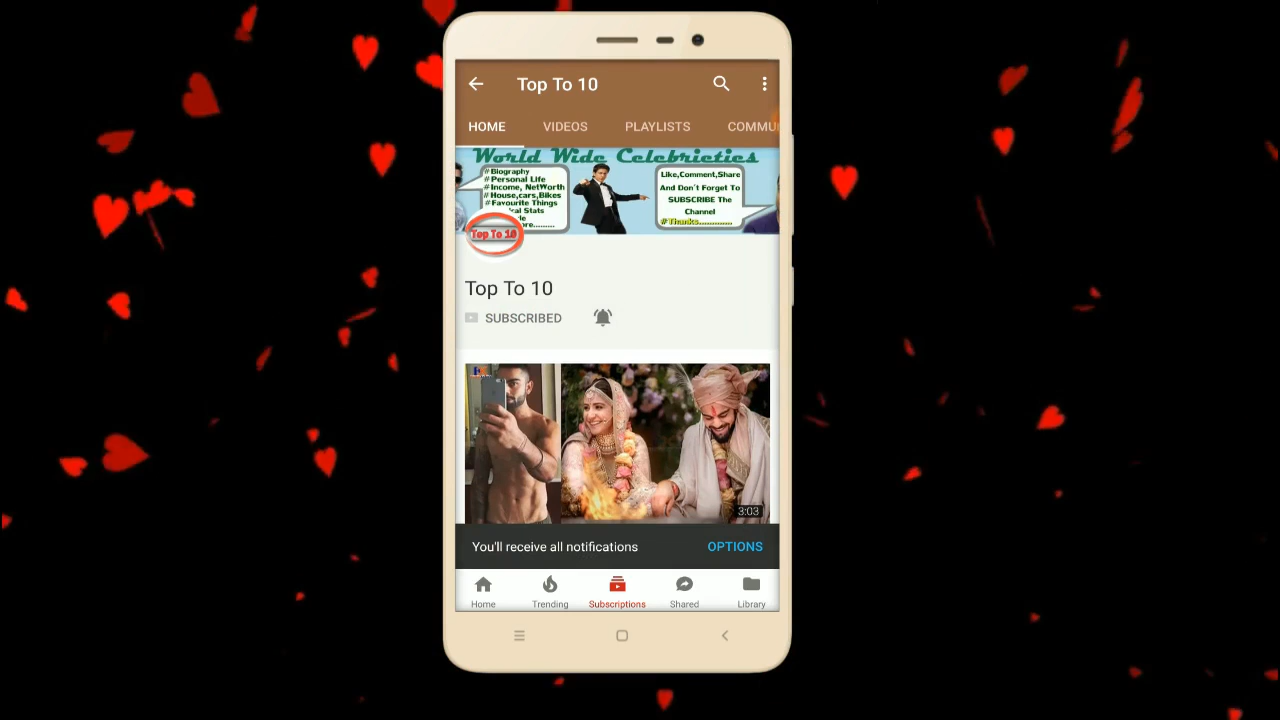 Top To 10
HOME VIDEOS PLAYLISTS COMMU
World Wide Celebrieties
#Biography
#Personal Life
#Income, NetWorth
#House,cars,Bikes
#Favourite Things
Like,Comment,Share
And Don't Forget To
SUBSCRIBE The
Channel
#Thanks.............
Top To 10
Top To 10
SUBSCRIBED
3:03
You'll receive all notifications OPTIONS
Home Trending Subscriptions Shared Library